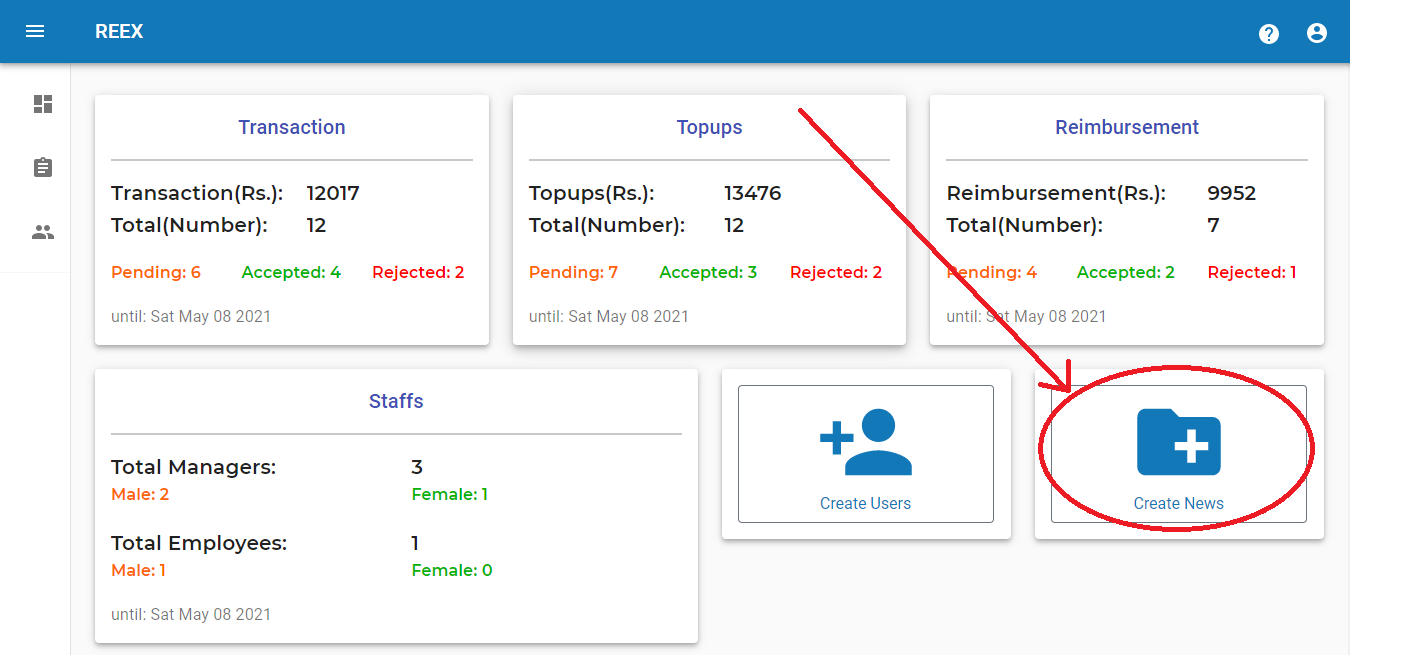 REEX
Transaction
Transaction(Rs.): 12017
Total(Number): 12
Pending: 6 Accepted: 4 Rejected: 2
until: Sat May 08 2021
Topups
Topups(Rs.): 13476
Total(Number): 12
Pending: 7 Accepted: 3 Rejected: 2
until: Sat May 08 2021
Reimbursement
Reimbursement(Rs.): 9952
Total(Number): 7
Pending: 4 Accepted: 2 Rejected: 1
until: Sat May 08 2021
Staffs
Total Managers: 3
Male: 2 Female: 1
Total Employees: 1
Male: 1 Female: 0
until: Sat May 08 2021
Create Users
Create News